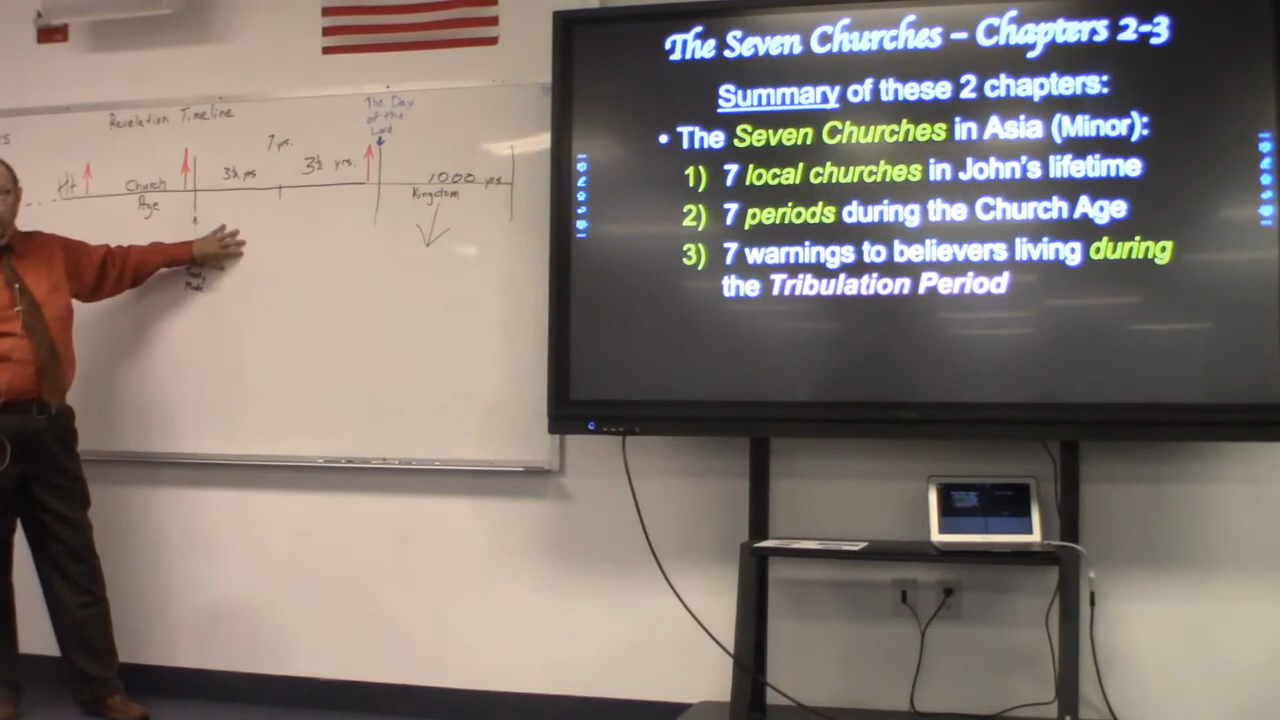 Revelation Timeline
The Day
of the
Lord
7 yrs.
3½ yrs
3½ yrs.
1000 yrs
Church
Age
Kingdom
The Seven Churches – Chapters 2-3
Summary of these 2 chapters:
• The Seven Churches in Asia (Minor):
1) 7 local churches in John's lifetime
2) 7 periods during the Church Age
3) 7 warnings to believers living during
the Tribulation Period